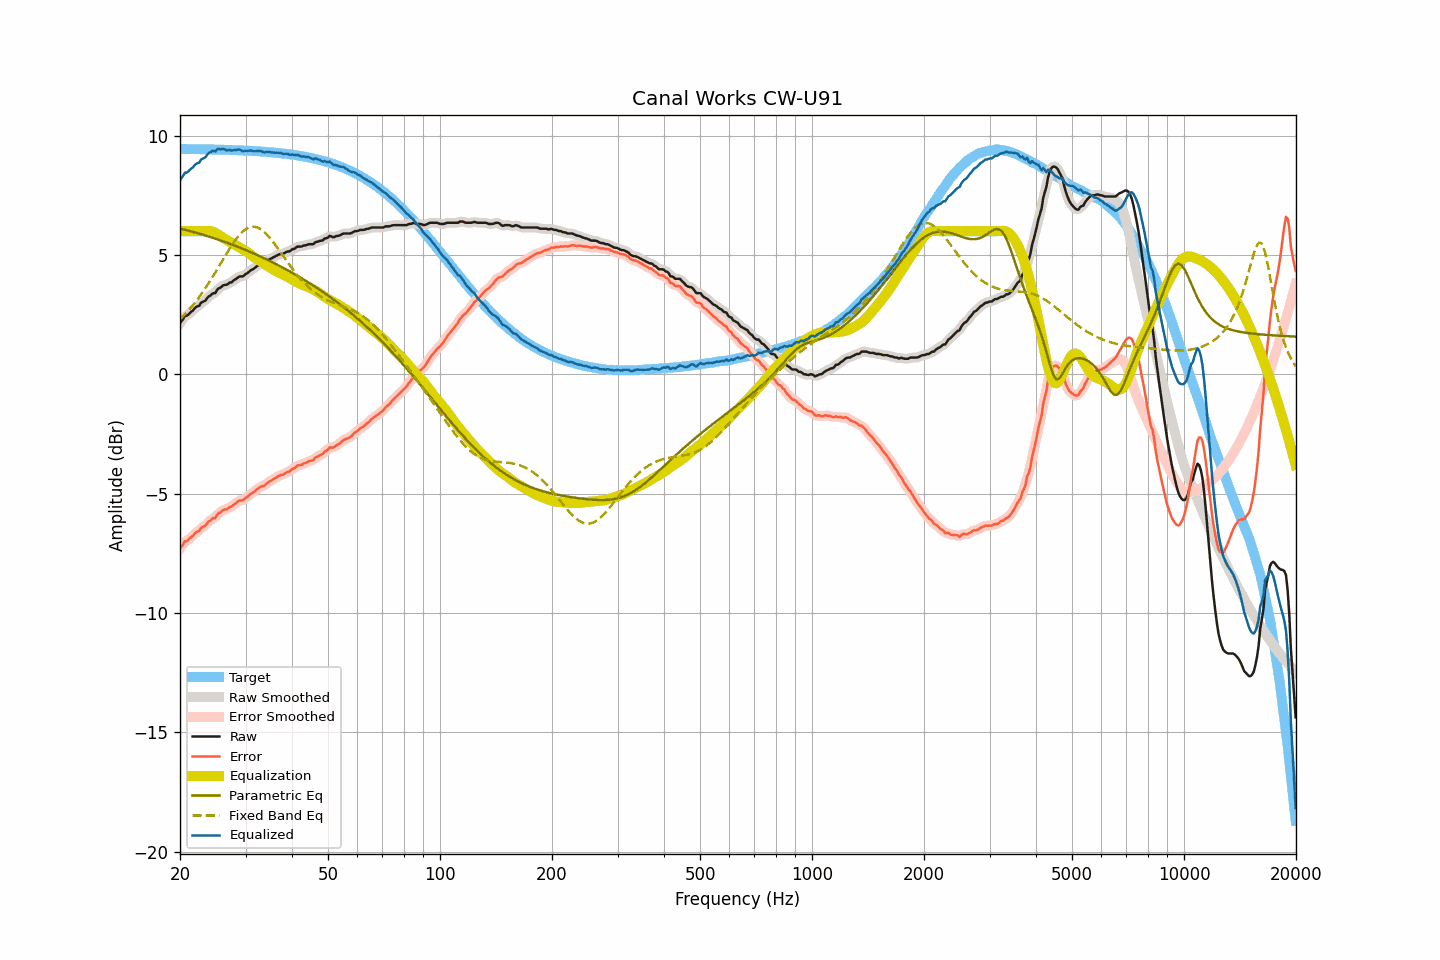 Canal Works CW-U91
10
5
0
−5
−10
−15
−20
Amplitude (dBr)
Target
Raw Smoothed
Error Smoothed
Raw
Error
Equalization
Parametric Eq
Fixed Band Eq
Equalized
20 50 100 200 500 1000 2000 5000 10000 20000
Frequency (Hz)